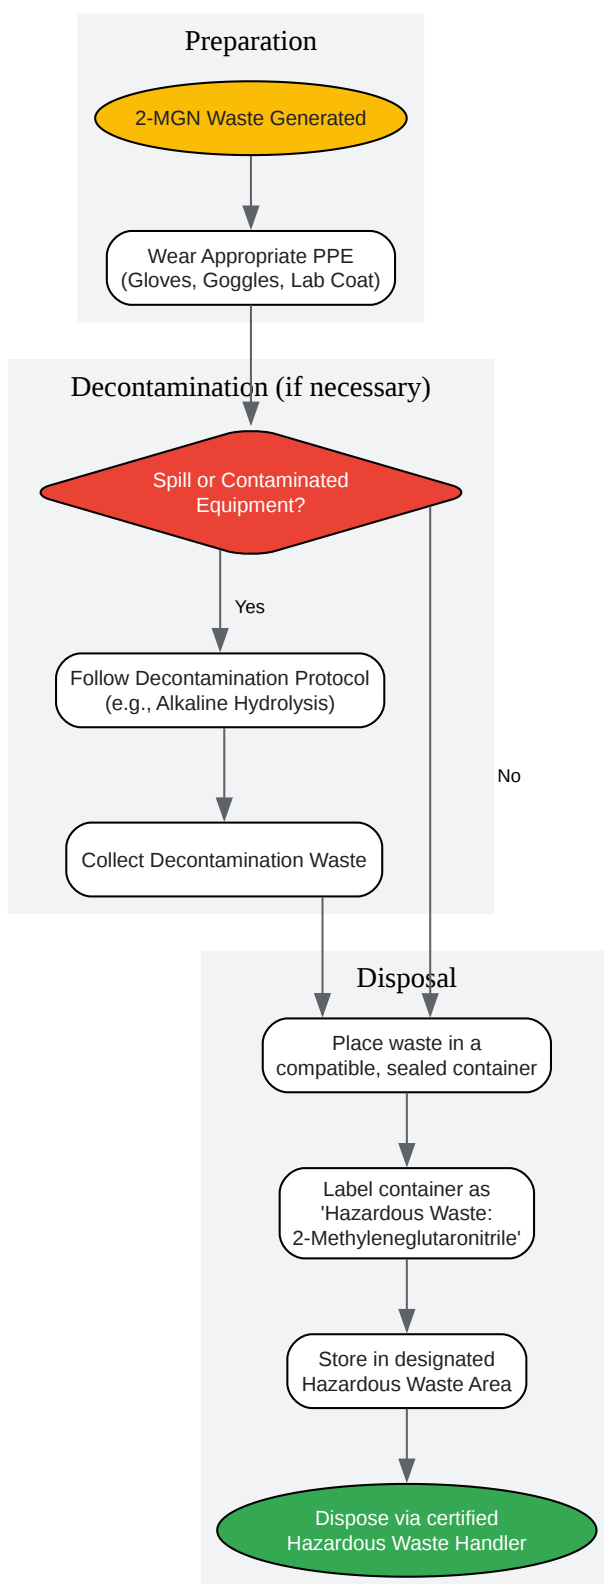 Preparation
2-MGN Waste Generated
Wear Appropriate PPE
(Gloves, Goggles, Lab Coat)
Decontamination (if necessary)
Spill or Contaminated
Equipment?
Yes
Follow Decontamination Protocol
(e.g., Alkaline Hydrolysis)
No
Collect Decontamination Waste
Disposal
Place waste in a
compatible, sealed container
Label container as
'Hazardous Waste:
2-Methyleneglutaronitrile'
Store in designated
Hazardous Waste Area
Dispose via certified
Hazardous Waste Handler